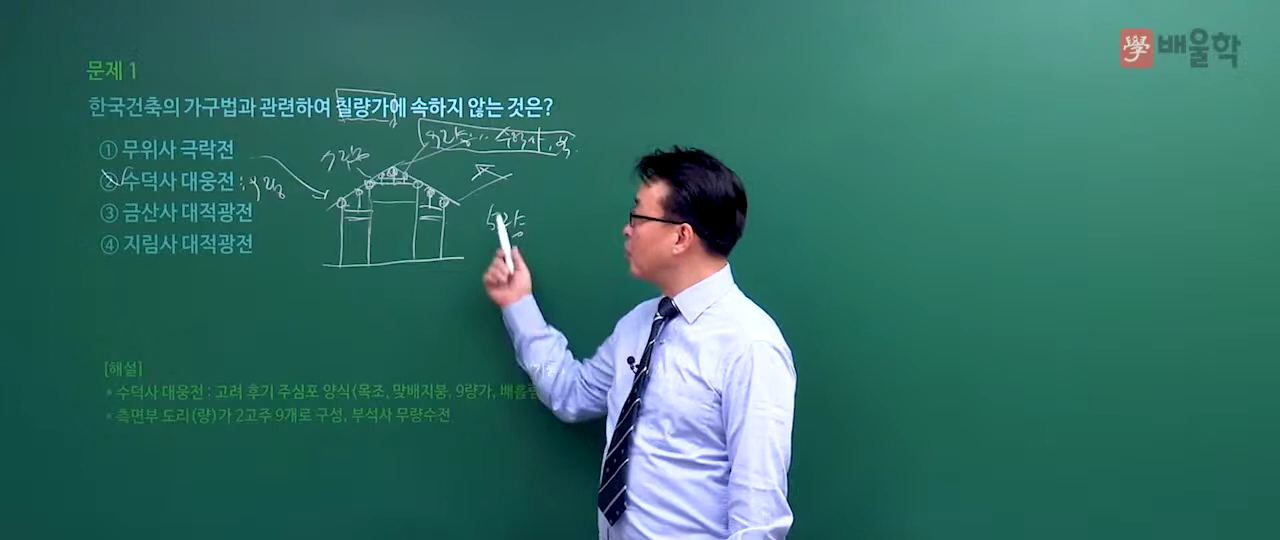 學 배울학
문제 1
한국건축의 가구법과 관련하여 칠량가에 속하지 않는 것은?
① 무위사 극락전
② 수덕사 대웅전 : 9량
③ 금산사 대적광전
④ 지림사 대적광전
[해설]
• 수덕사 대웅전 : 고려 후기 주심포 양식(목조, 맞배지붕, 9량가, 배흘림
• 측면부 도리(량)가 2고주 9개로 구성, 부석사 무량수전